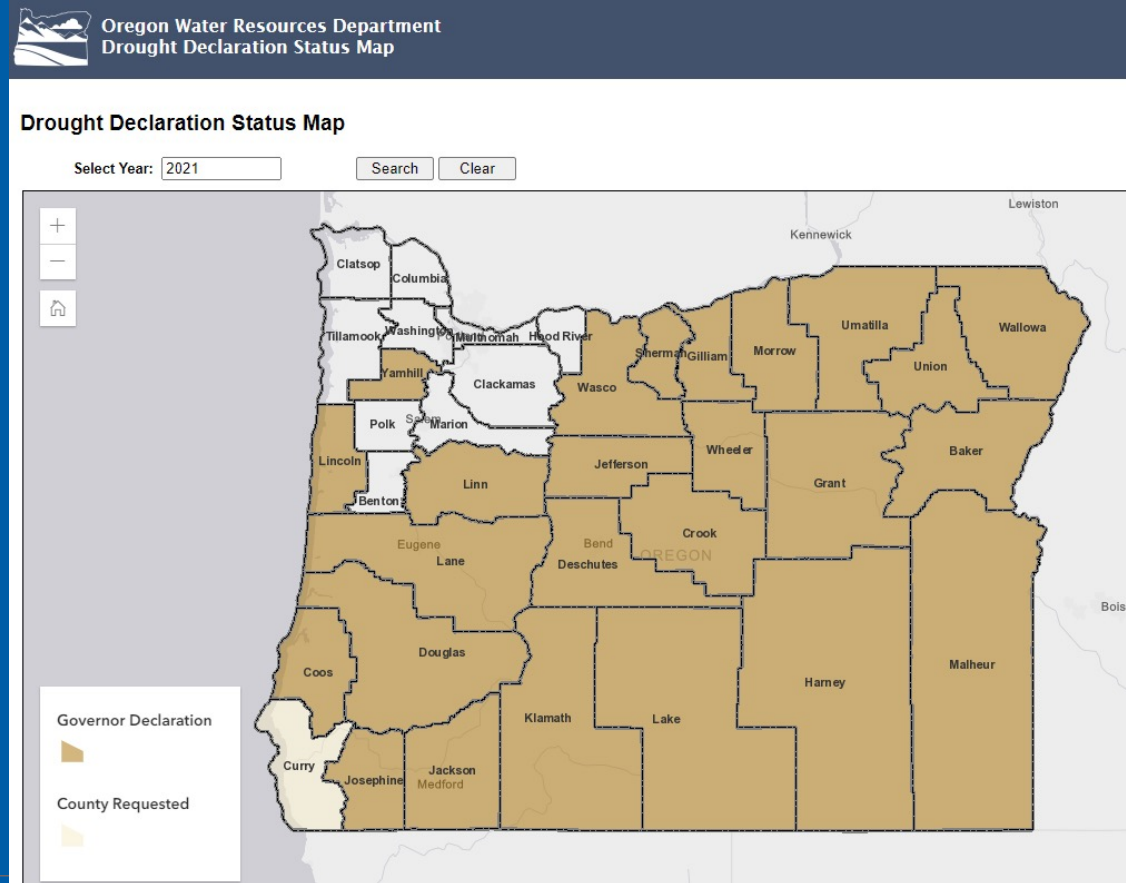 Oregon Water Resources Department
Drought Declaration Status Map
Drought Declaration Status Map
Select Year: 2021 Search Clear
Lewiston
Kennewick
Clatsop
Columbia
Tillamook Washington Multnomah Hood River
Sherman Gilliam Morrow Umatilla Union Wallowa
Yamhill Clackamas Wasco
Polk Salem Marion
Wheeler Baker
Lincoln Linn Jefferson Grant
Benton
Eugene Lane
Bend Deschutes Crook OREGON
Bois
Douglas
Coos Malheur
Harney
Klamath Lake
Governor Declaration
Curry Josephine Jackson
Medford
County Requested